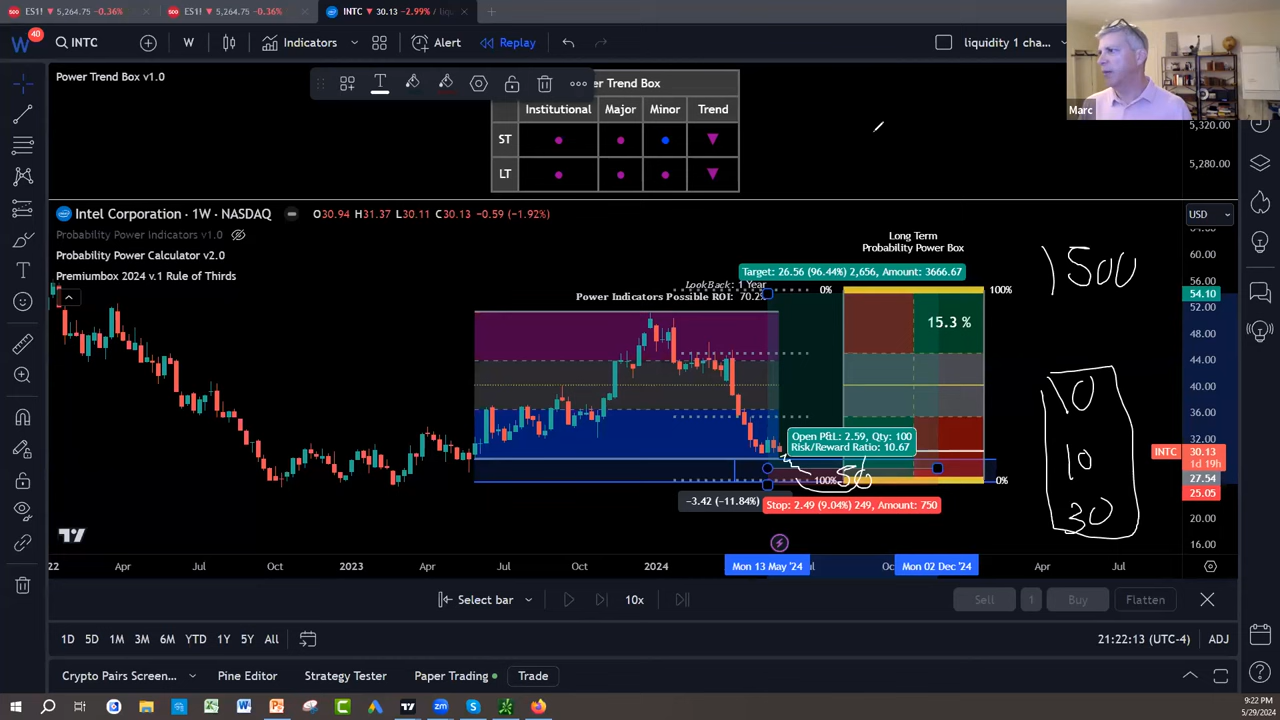 ES1! ▼ 5,264.75 −0.36%
ES1! ▼ 5,264.75 −0.36%
INTC ▼ 30.13 −2.99% / liq
40
INTC
W
Indicators
Alert
Replay
liquidity 1 cha...
Marc
Power Trend Box v1.0
er Trend Box
Institutional Major Minor Trend
ST
LT
5,320.00
5,280.00
Intel Corporation · 1W · NASDAQ
O30.94 H31.37 L30.11 C30.13 −0.59 (−1.92%)
USD
Probability Power Indicators v1.0
Probability Power Calculator v2.0
Premiumbox 2024 v.1 Rule of Thirds
Long Term
Probability Power Box
Target: 26.56 (96.44%) 2,656, Amount: 3666.67
LookBack: 1 Year
Power Indicators Possible ROI: 70.2%
0%
100%
15.3 %
1500
10
10
30
Open P&L: 2.59, Qty: 100
Risk/Reward Ratio: 10.67
100%
50
0%
−3.42 (−11.84%)
Stop: 2.49 (9.04%) 249, Amount: 750
60.00
56.00
54.10
52.00
48.00
44.00
40.00
36.00
32.00
INTC
30.13
1d 19h
27.54
25.05
20.00
16.00
22 Apr Jul Oct 2023 Apr Jul Oct 2024 Mon 13 May '24 ul Oc Mon 02 Dec '24 Apr Jul
Select bar
10x
Sell 1 Buy Flatten
1D 5D 1M 3M 6M YTD 1Y 5Y All
21:22:13 (UTC-4) ADJ
Crypto Pairs Screen... Pine Editor Strategy Tester Paper Trading Trade
9:22 PM
5/29/2024